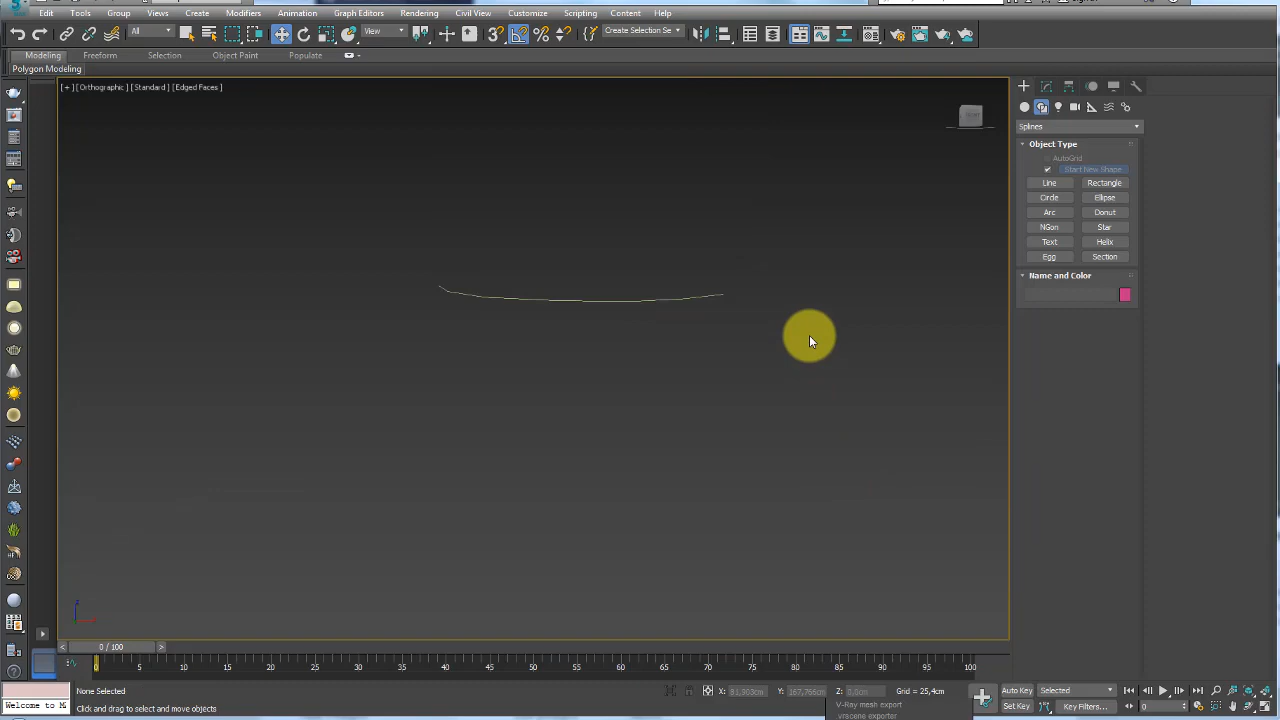 Edit Tools Group Views Create Modifiers Animation Graph Editors Rendering Civil View Customize Scripting Content Help
All View Create Selection Se
Modeling Freeform Selection Object Paint Populate
Polygon Modeling
[+] [Orthographic] [Standard] [Edged Faces]
Splines
Object Type
AutoGrid
Start New Shape
Line Rectangle
Circle Ellipse
Arc Donut
NGon Star
Text Helix
Egg Section
Name and Color
0 / 100
0 5 10 15 20 25 30 35 40 45 50 55 60 65 70 75 80 85 90 95 100
None Selected X: 81,903cm Y: 167,766cm Z: 0,0cm Grid = 25,4cm Auto Key Selected
Welcome to M Click and drag to select and move objects V-Ray mesh export Set Key Key Filters... 0
.vrscene exporter